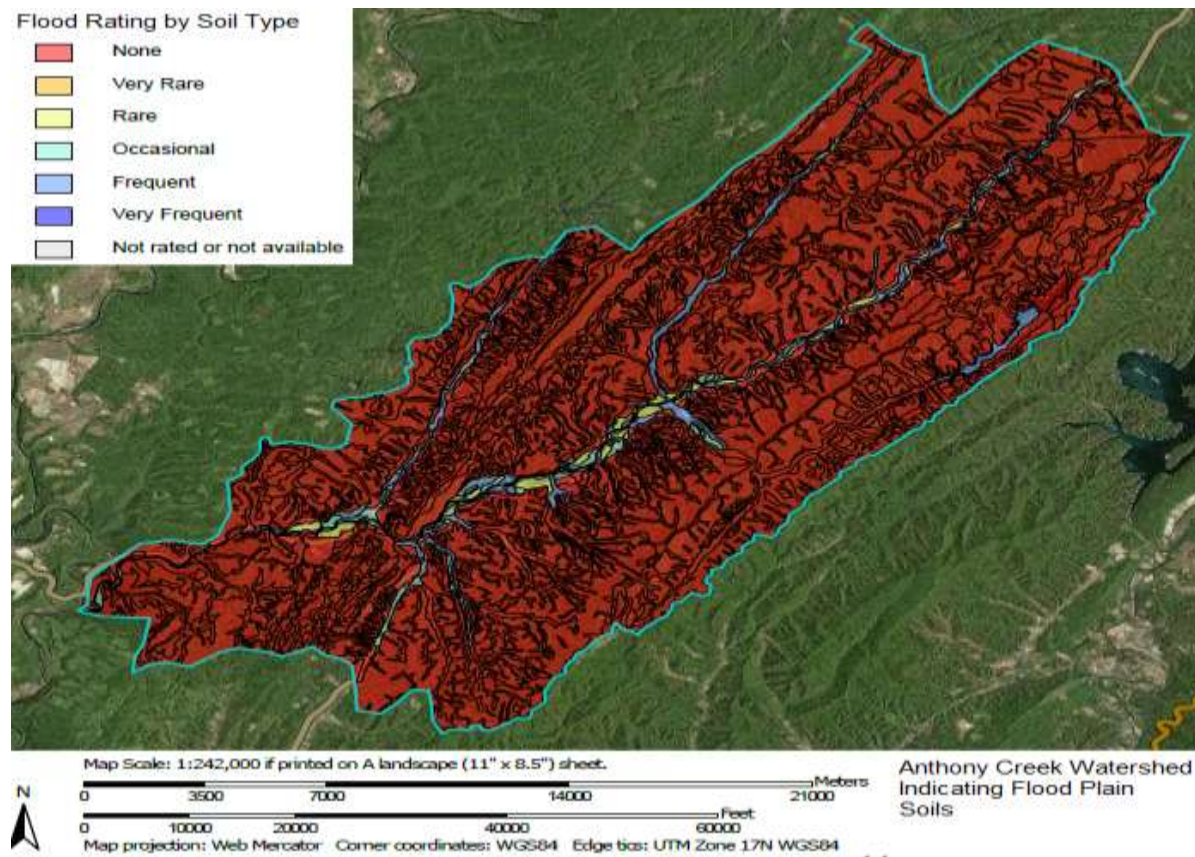 Flood Rating by Soil Type
None
Very Rare
Rare
Occasional
Frequent
Very Frequent
Not rated or not available
Map Scale: 1:242,000 if printed on A landscape (11" x 8.5") sheet.
N
Meters
0 3500 7000 14000 21000
Feet
0 10000 20000 40000 60000
Map projection: Web Mercator Corner coordinates: WGS84 Edge tics: UTM Zone 17N WGS84
Anthony Creek Watershed
Indicating Flood Plain
Soils